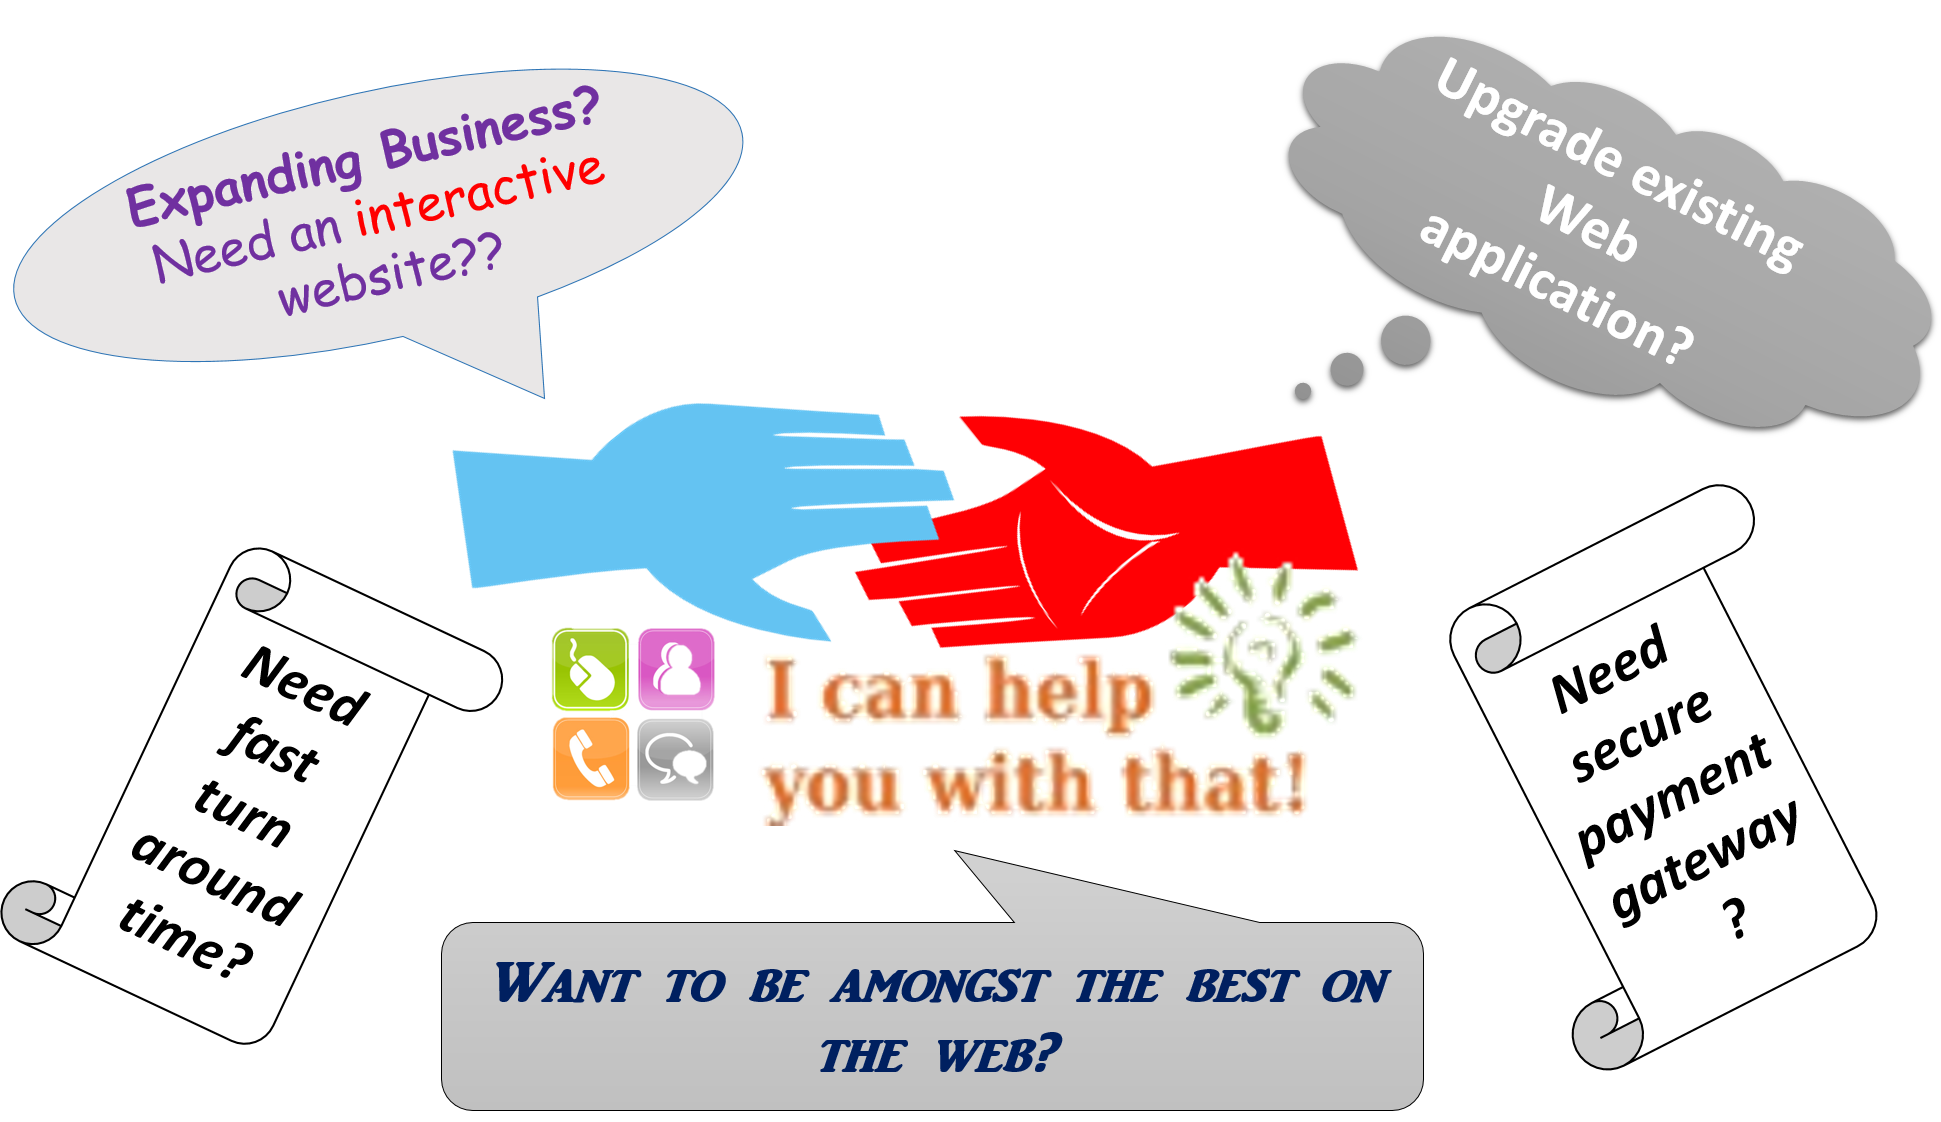 Expanding Business?
Need an interactive
website??
Upgrade existing
Web
application?
Need
fast
turn
around
time?
I can help
you with that!
Need
secure
payment
gateway
?
WANT TO BE AMONGST THE BEST ON
THE WEB?